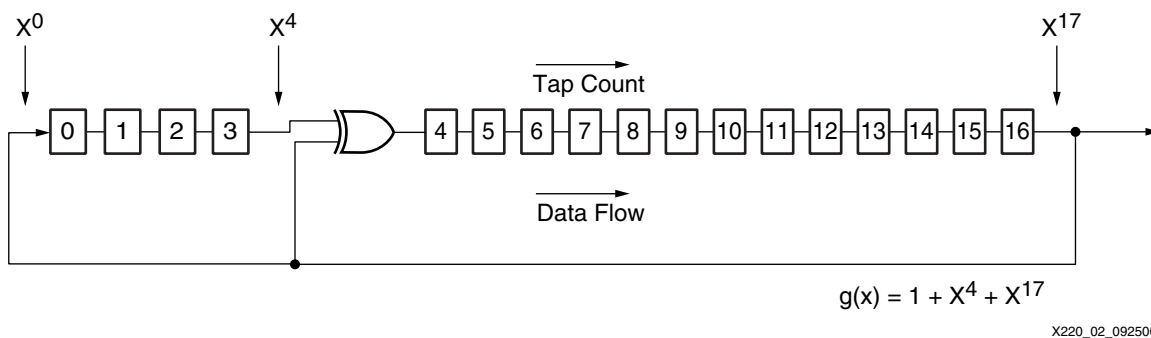 X⁰ X⁴ X¹⁷
Tap Count
0 1 2 3 4 5 6 7 8 9 10 11 12 13 14 15 16
Data Flow
g(x) = 1 + X⁴ + X¹⁷